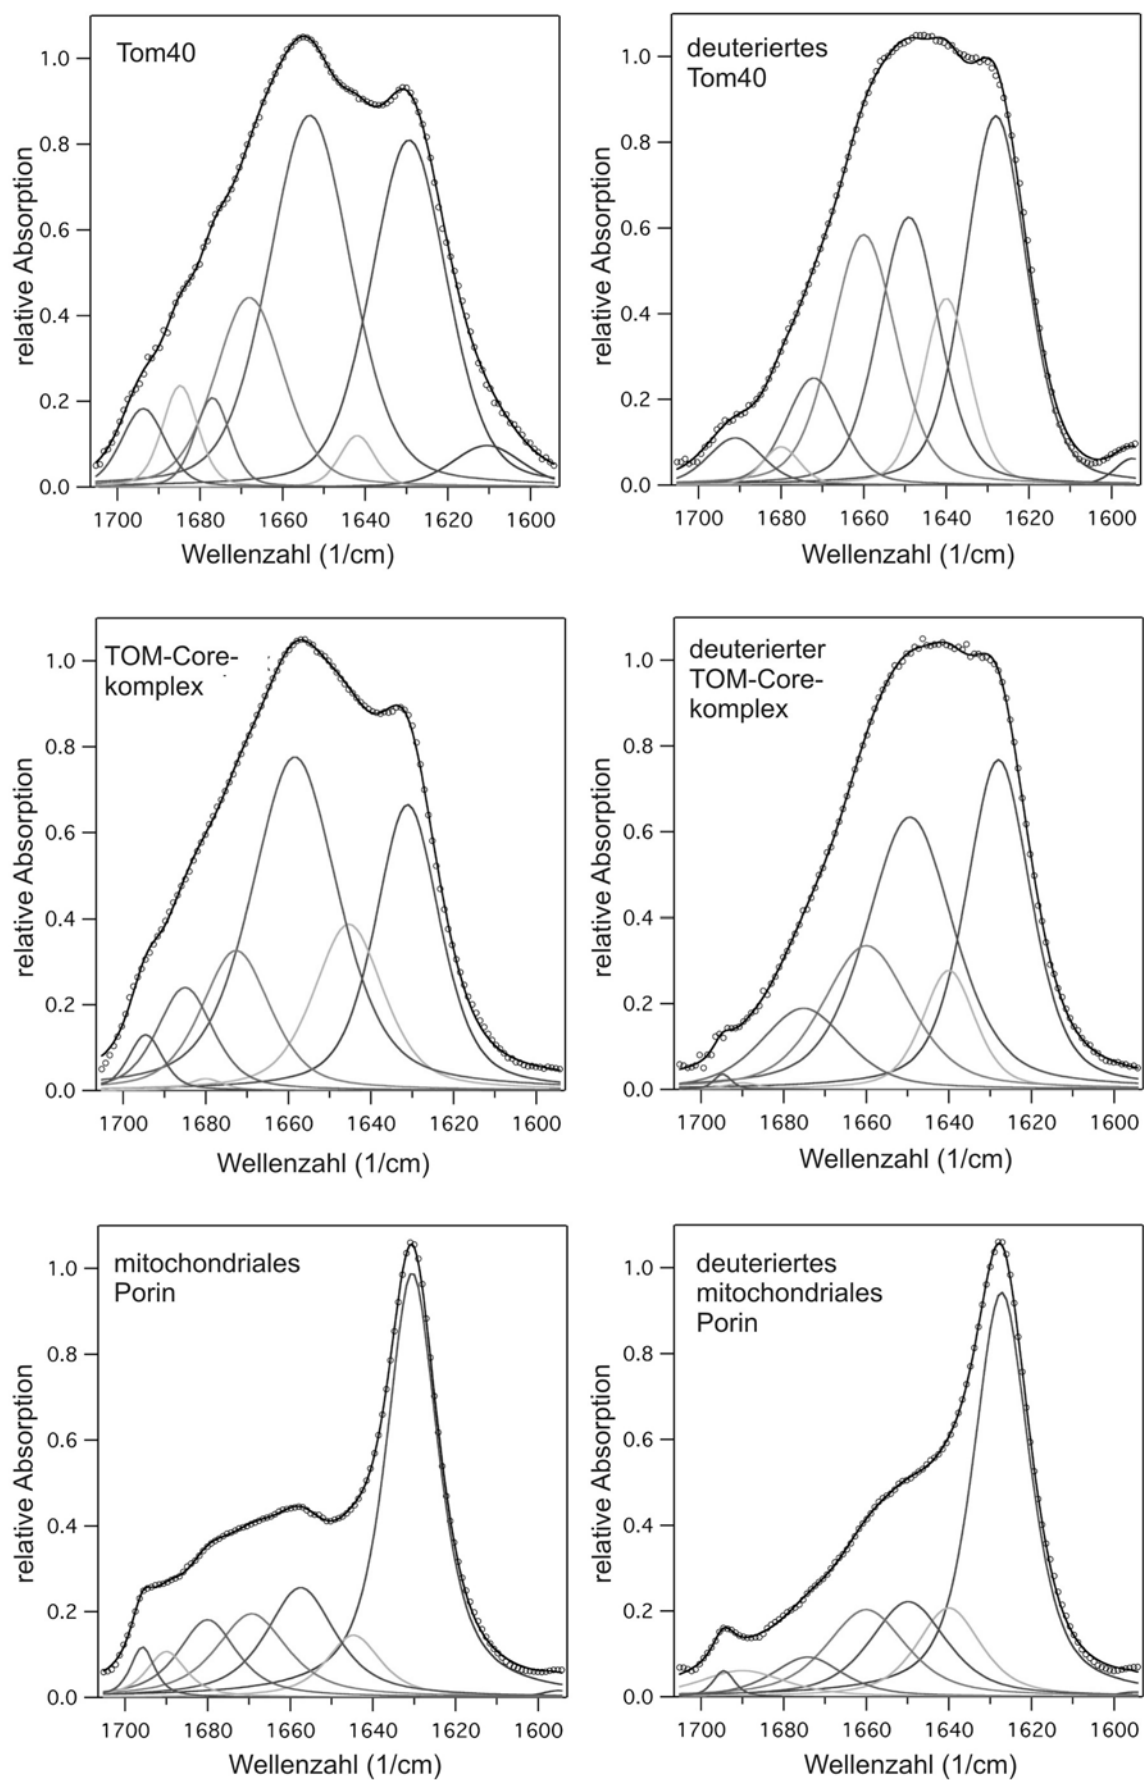 Tom40
relative Absorption
1.0
0.8
0.6
0.4
0.2
0.0
1700 1680 1660 1640 1620 1600
Wellenzahl (1/cm)
deuteriertes
Tom40
relative Absorption
1.0
0.8
0.6
0.4
0.2
0.0
1700 1680 1660 1640 1620 1600
Wellenzahl (1/cm)
TOM-Core-
komplex
relative Absorption
1.0
0.8
0.6
0.4
0.2
0.0
1700 1680 1660 1640 1620 1600
Wellenzahl (1/cm)
deuterierter
TOM-Core-
komplex
relative Absorption
1.0
0.8
0.6
0.4
0.2
0.0
1700 1680 1660 1640 1620 1600
Wellenzahl (1/cm)
mitochondriales
Porin
relative Absorption
1.0
0.8
0.6
0.4
0.2
0.0
1700 1680 1660 1640 1620 1600
Wellenzahl (1/cm)
deuteriertes
mitochondriales
Porin
relative Absorption
1.0
0.8
0.6
0.4
0.2
0.0
1700 1680 1660 1640 1620 1600
Wellenzahl (1/cm)